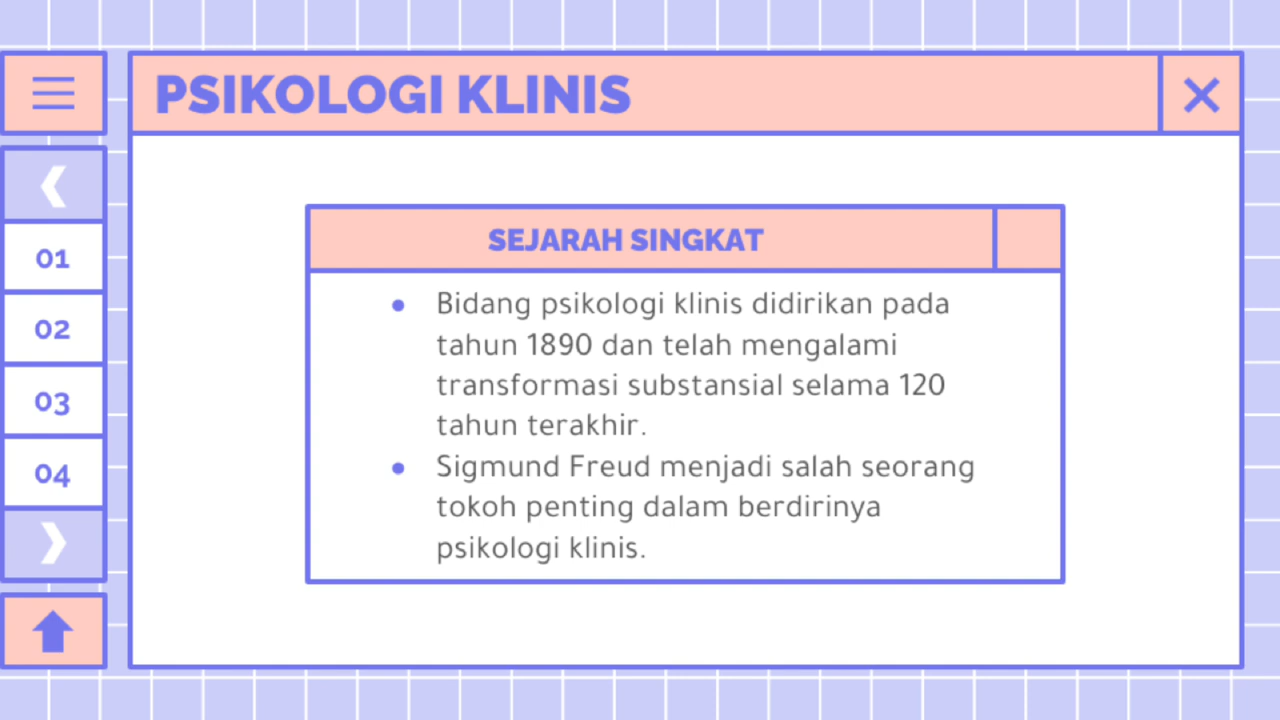 PSIKOLOGI KLINIS
01
02
03
04
SEJARAH SINGKAT
• Bidang psikologi klinis didirikan pada
tahun 1890 dan telah mengalami
transformasi substansial selama 120
tahun terakhir.
• Sigmund Freud menjadi salah seorang
tokoh penting dalam berdirinya
psikologi klinis.